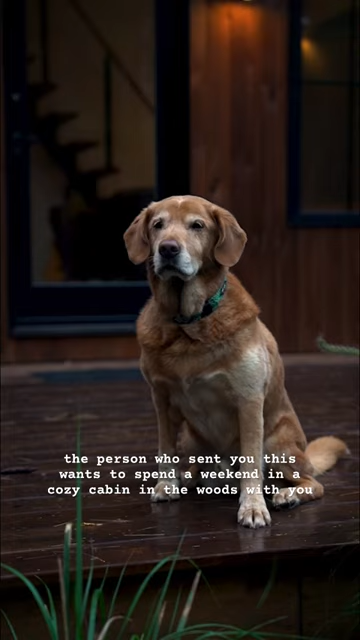 the person who sent you this
wants to spend a weekend in a
cozy cabin in the woods with you